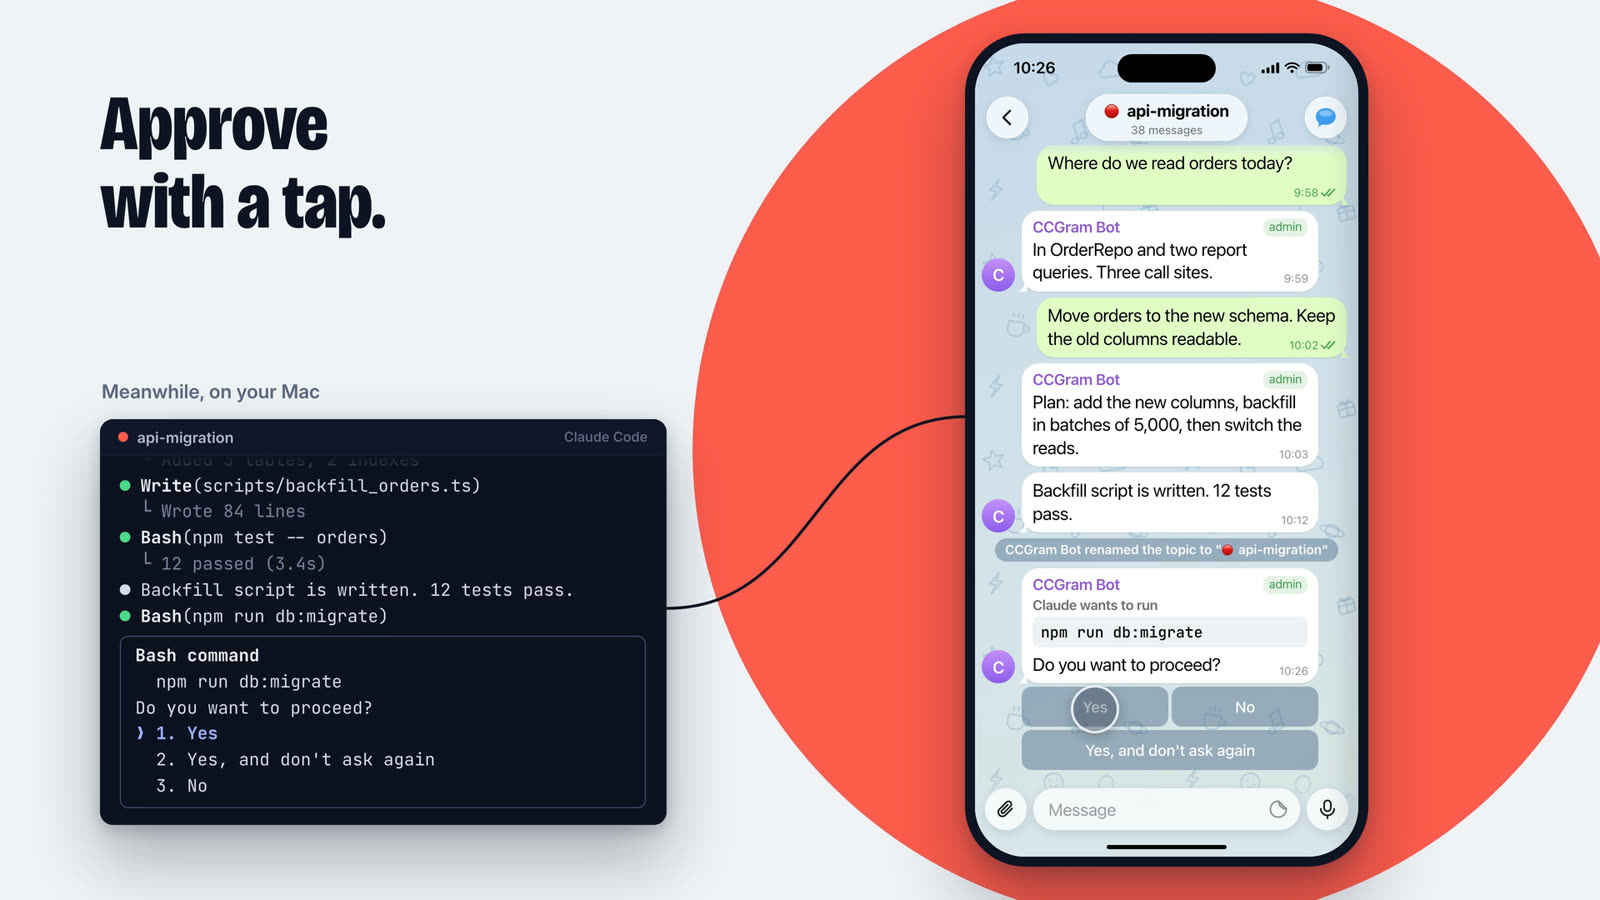 Approve
with a tap.
Meanwhile, on your Mac
api-migration
Claude Code
└ Added 3 tables, 2 indexes
Write(scripts/backfill_orders.ts)
└ Wrote 84 lines
Bash(npm test -- orders)
└ 12 passed (3.4s)
Backfill script is written. 12 tests pass.
Bash(npm run db:migrate)
Bash command
npm run db:migrate
Do you want to proceed?
❯ 1. Yes
2. Yes, and don't ask again
3. No
10:26
api-migration
38 messages
Where do we read orders today?
9:58
CCGram Bot
admin
In OrderRepo and two report
queries. Three call sites.
9:59
C
Move orders to the new schema. Keep
the old columns readable.
10:02
CCGram Bot
admin
Plan: add the new columns, backfill
in batches of 5,000, then switch the
reads.
10:03
Backfill script is written. 12 tests
pass.
10:12
C
CCGram Bot renamed the topic to "🔴 api-migration"
CCGram Bot
admin
Claude wants to run
npm run db:migrate
Do you want to proceed?
10:26
C
Yes
No
Yes, and don't ask again
Message